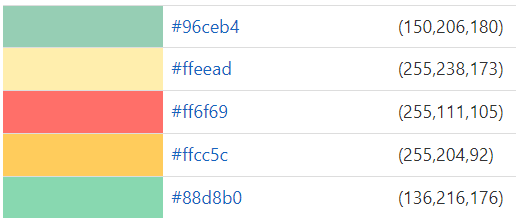 #96ceb4 (150,206,180)
#ffeead (255,238,173)
#ff6f69 (255,111,105)
#ffcc5c (255,204,92)
#88d8b0 (136,216,176)